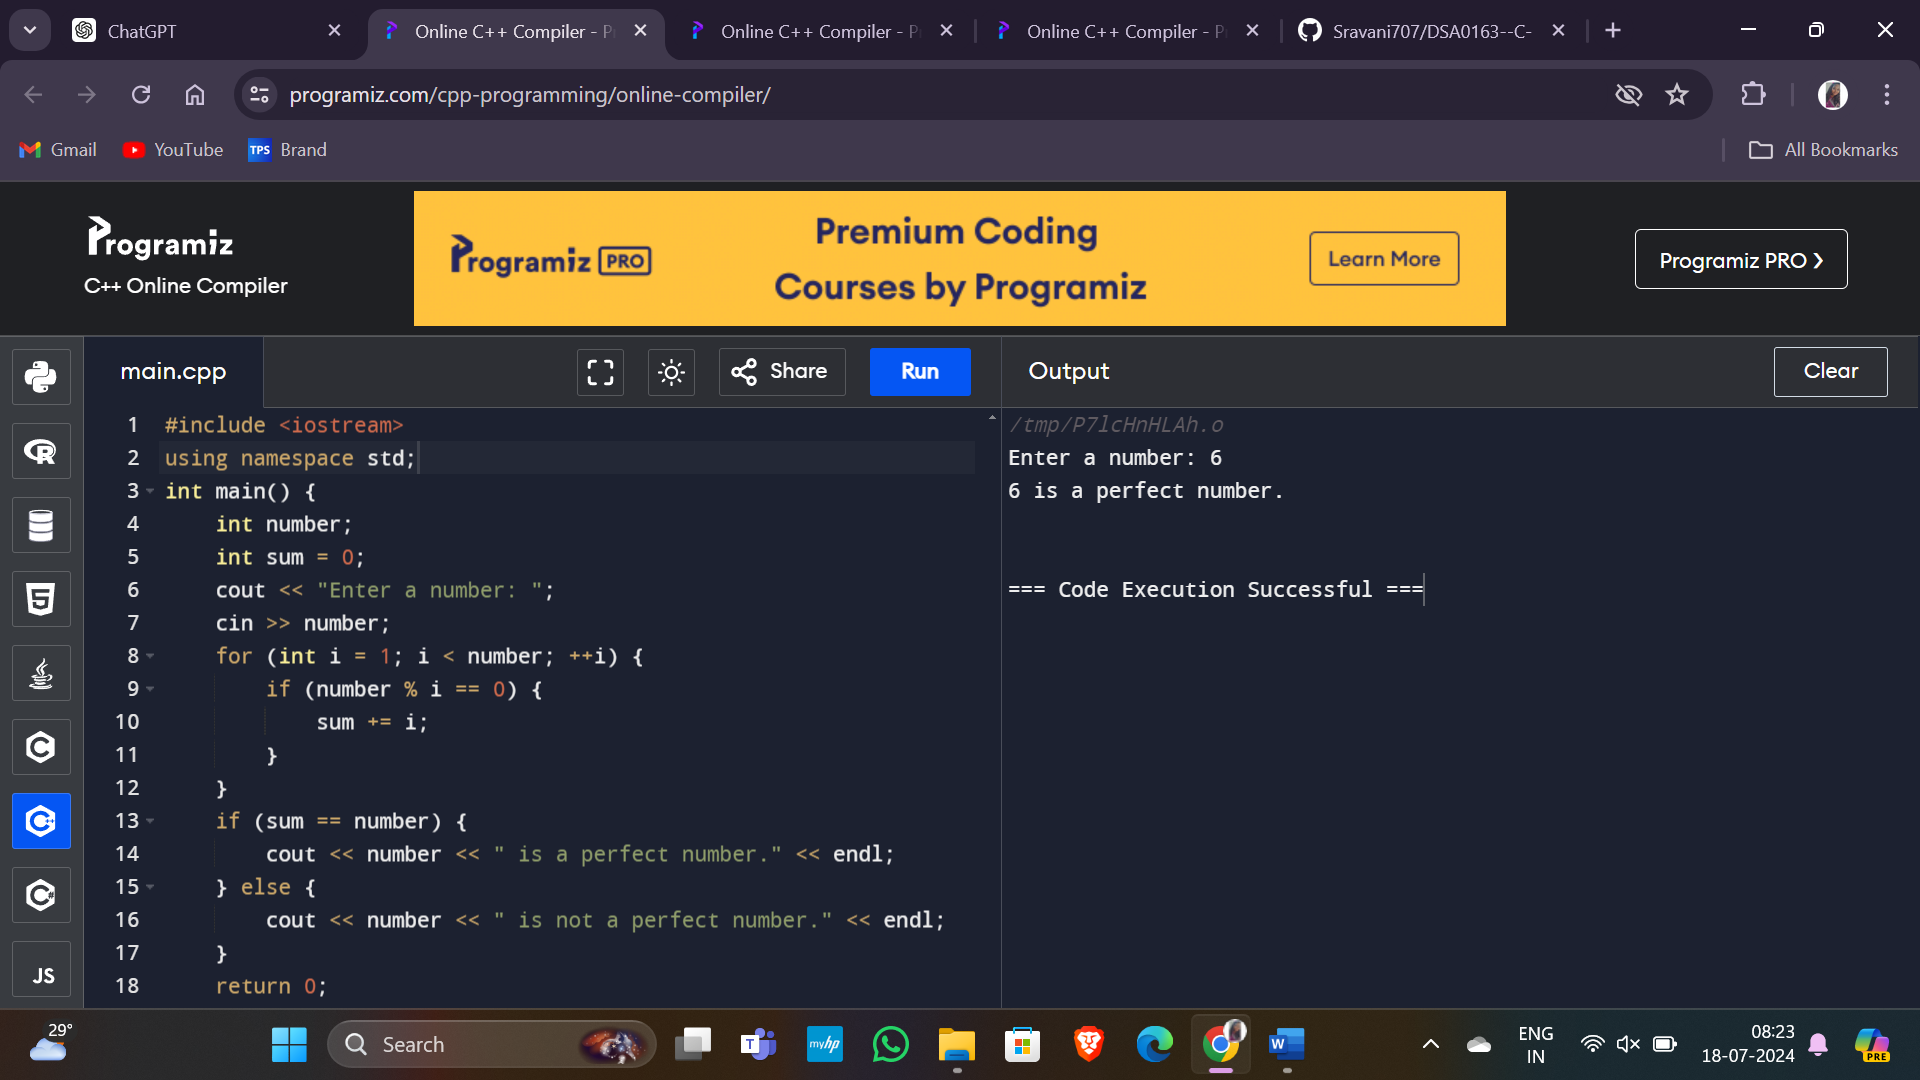 ChatGPT
Online C++ Compiler - P
Online C++ Compiler - P
Online C++ Compiler - P
Sravani707/DSA0163--C-
programiz.com/cpp-programming/online-compiler/
Gmail
YouTube
TPS Brand
All Bookmarks
Programiz
C++ Online Compiler
Programiz PRO
Premium Coding
Courses by Programiz
Learn More
Programiz PRO ❯
main.cpp
Share
Run
Output
Clear
1 #include <iostream>
2 using namespace std;
3 int main() {
4     int number;
5     int sum = 0;
6     cout << "Enter a number: ";
7     cin >> number;
8     for (int i = 1; i < number; ++i) {
9         if (number % i == 0) {
10             sum += i;
11         }
12     }
13     if (sum == number) {
14         cout << number << " is a perfect number." << endl;
15     } else {
16         cout << number << " is not a perfect number." << endl;
17     }
18     return 0;
/tmp/P7lcHnHLAh.o
Enter a number: 6
6 is a perfect number.
=== Code Execution Successful ===
JS
29°
Search
myhp
ENG
IN
08:23
18-07-2024
PRE